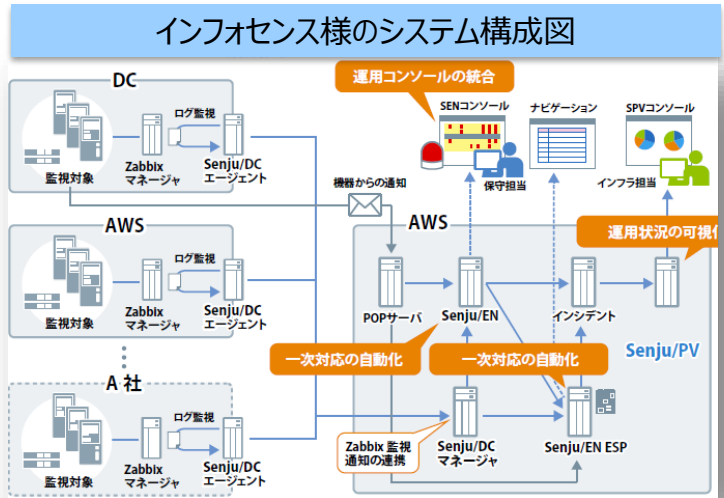 インフォセンス様のシステム構成図
DC
ログ監視
監視対象
Zabbix
マネージャ
Senju/DC
エージェント
AWS
ログ監視
監視対象
Zabbix
マネージャ
Senju/DC
エージェント
A 社
ログ監視
監視対象
Zabbix
マネージャ
Senju/DC
エージェント
運用コンソールの統合
SENコンソール
ナビゲーション
SPVコンソール
保守担当
インフラ担当
機器からの通知
AWS
運用状況の可視
POPサーバ
Senju/EN
インシデント
Senju/PV
一次対応の自動化
一次対応の自動化
Zabbix 監視
通知の連携
Senju/DC
マネージャ
Senju/EN ESP